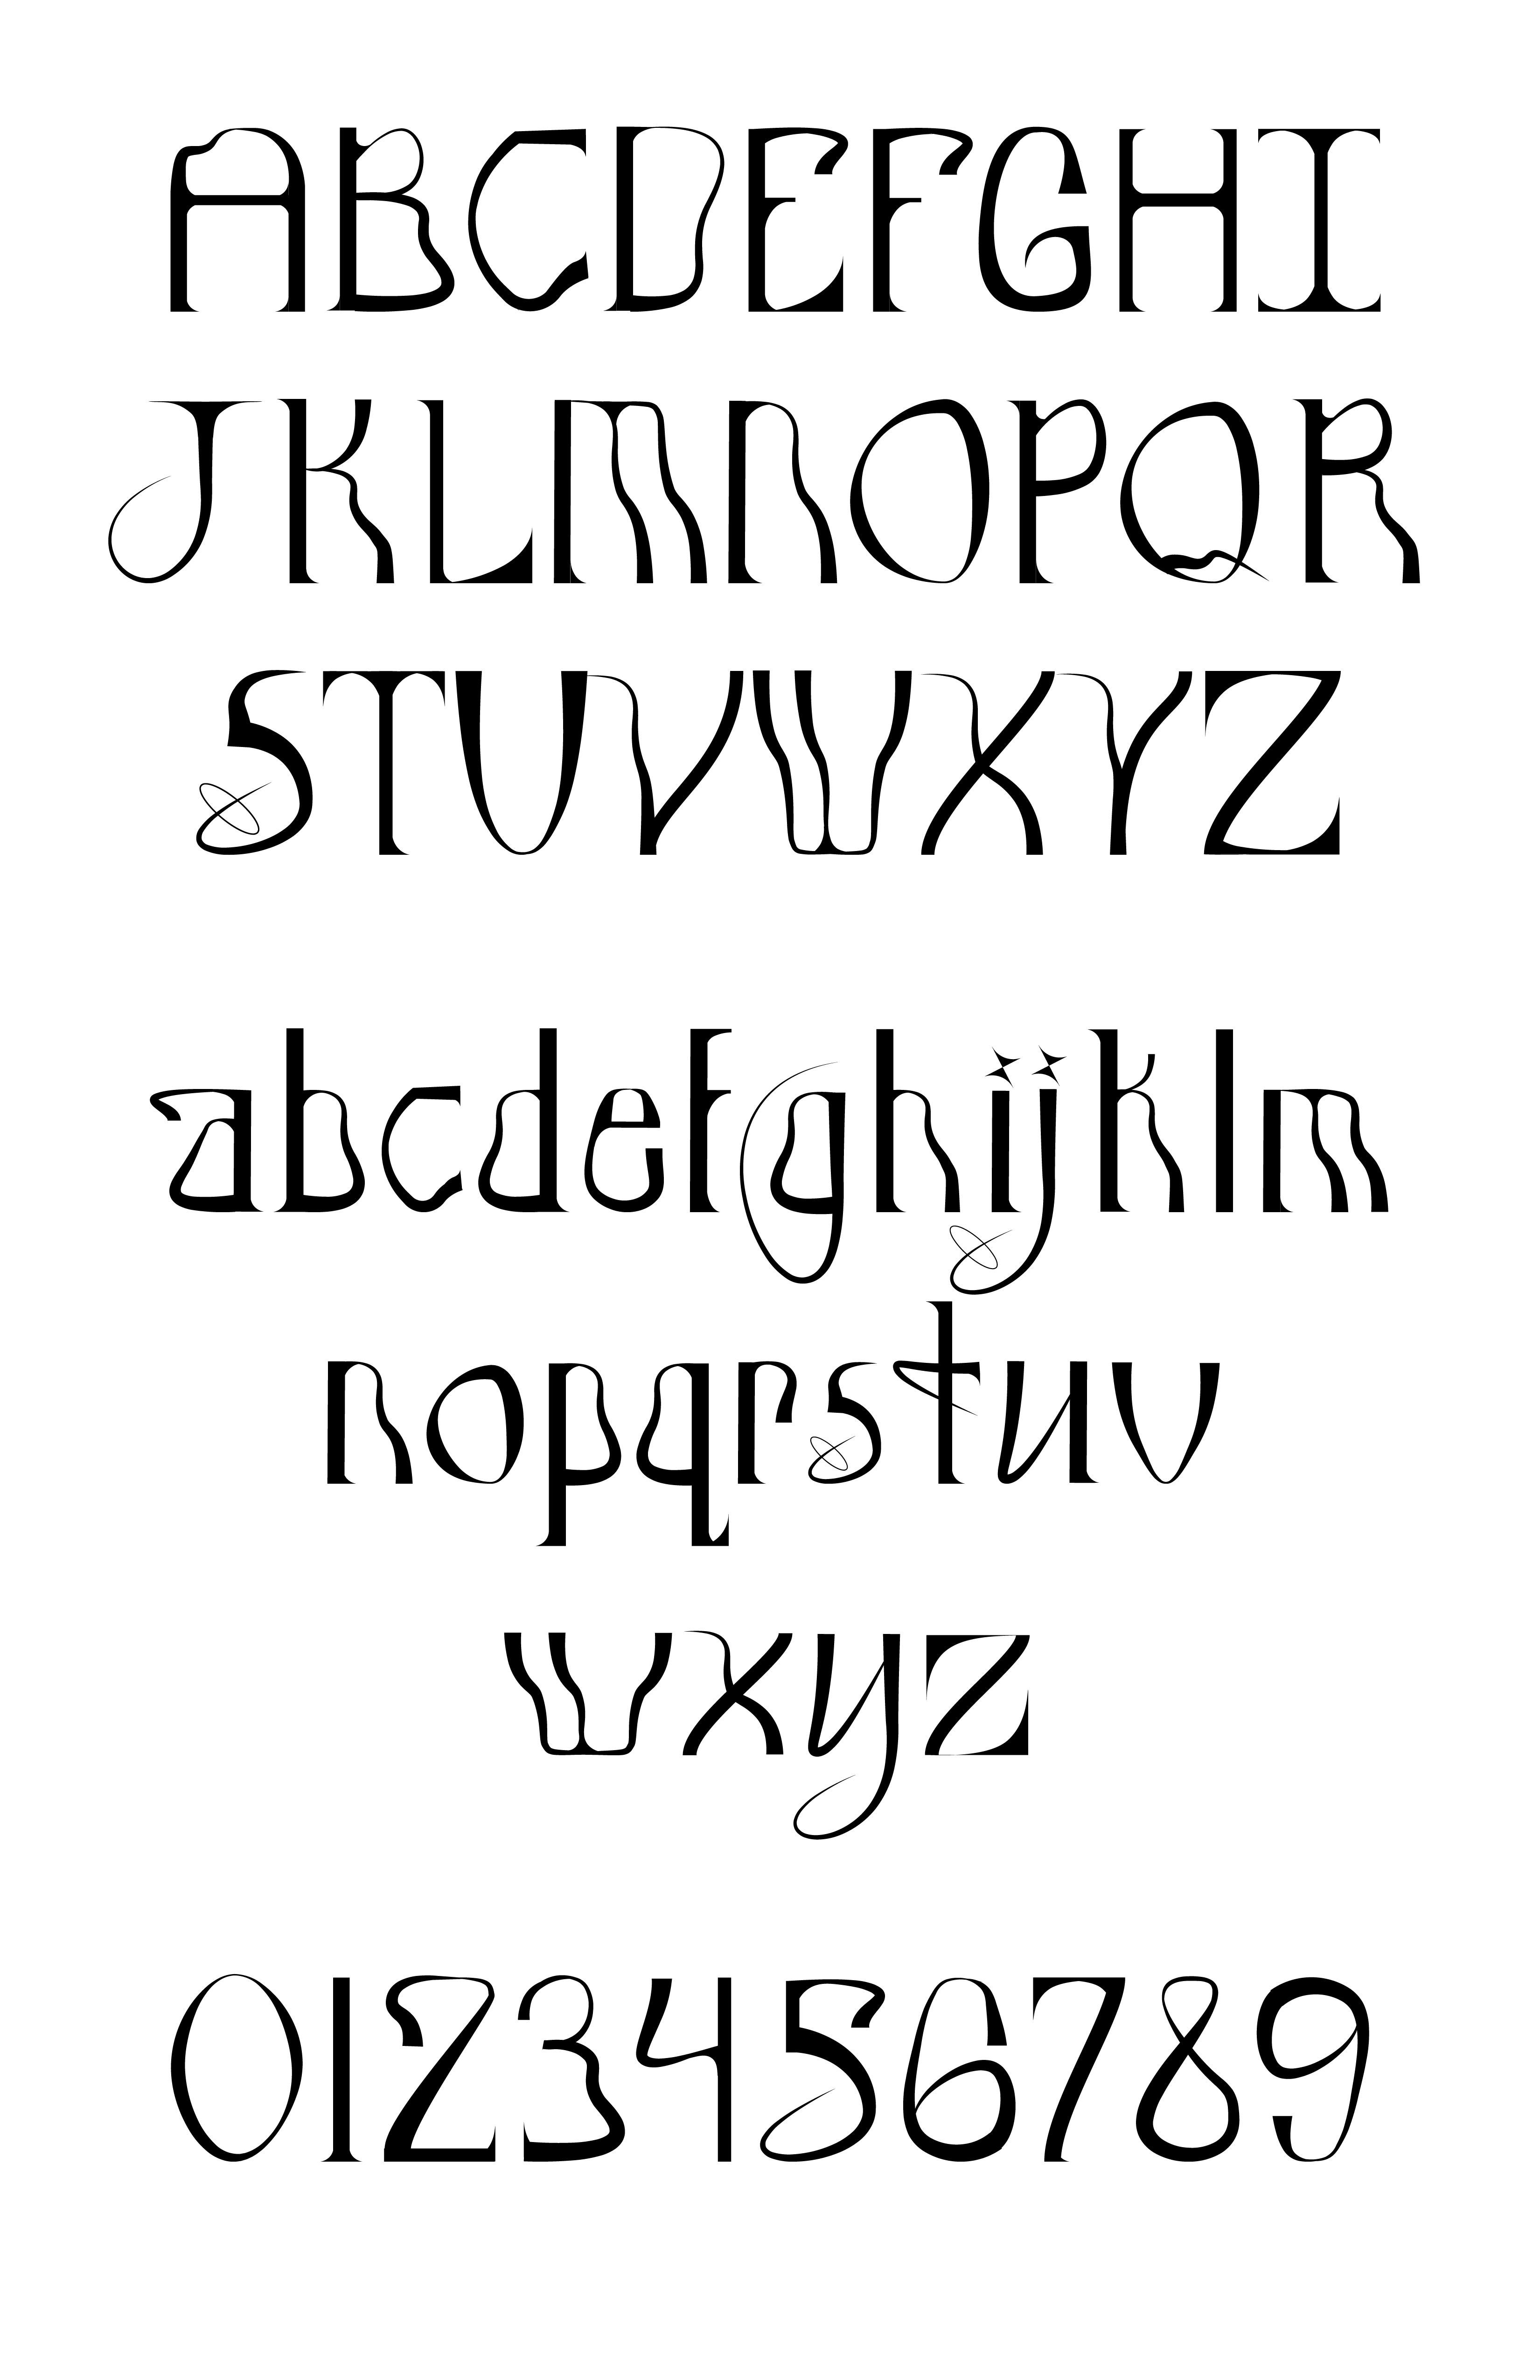 ABCDEFGHI
JKLMNOPQR
STUVWXYZ
abcdefghijklm
nopqrstuv
wxyz
0123456789